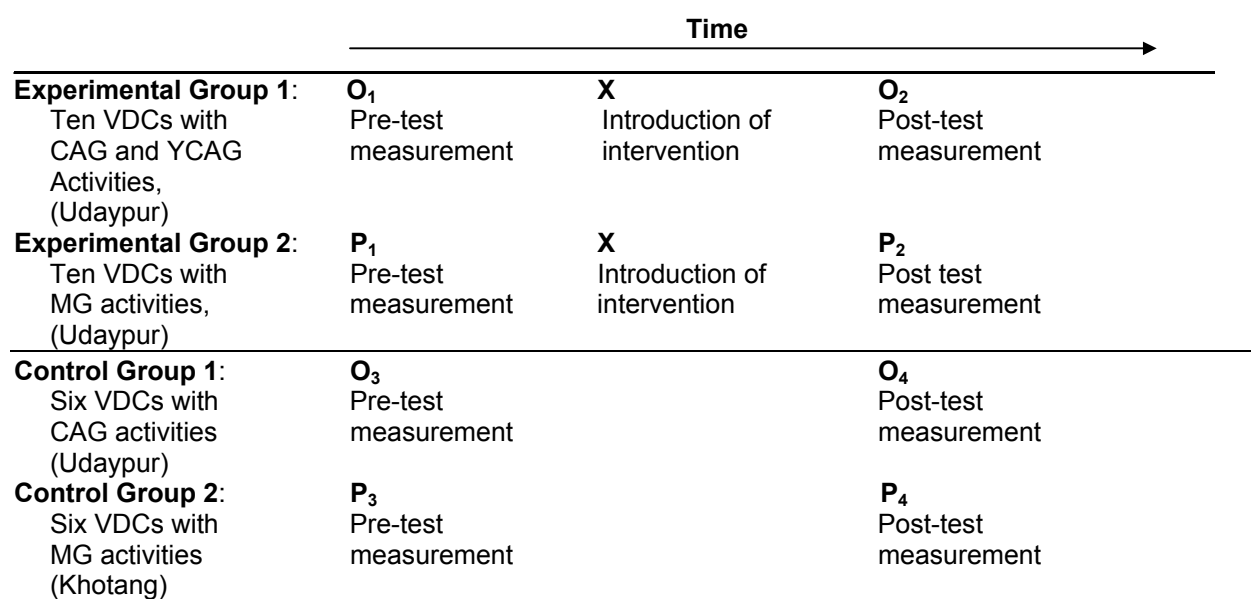 Time
Experimental Group 1: O₁ X O₂
Ten VDCs with Pre-test Introduction of Post-test
CAG and YCAG measurement intervention measurement
Activities,
(Udaypur)
Experimental Group 2: P₁ X P₂
Ten VDCs with Pre-test Introduction of Post test
MG activities, measurement intervention measurement
(Udaypur)
Control Group 1: O₃ O₄
Six VDCs with Pre-test Post-test
CAG activities measurement measurement
(Udaypur)
Control Group 2: P₃ P₄
Six VDCs with Pre-test Post-test
MG activities measurement measurement
(Khotang)